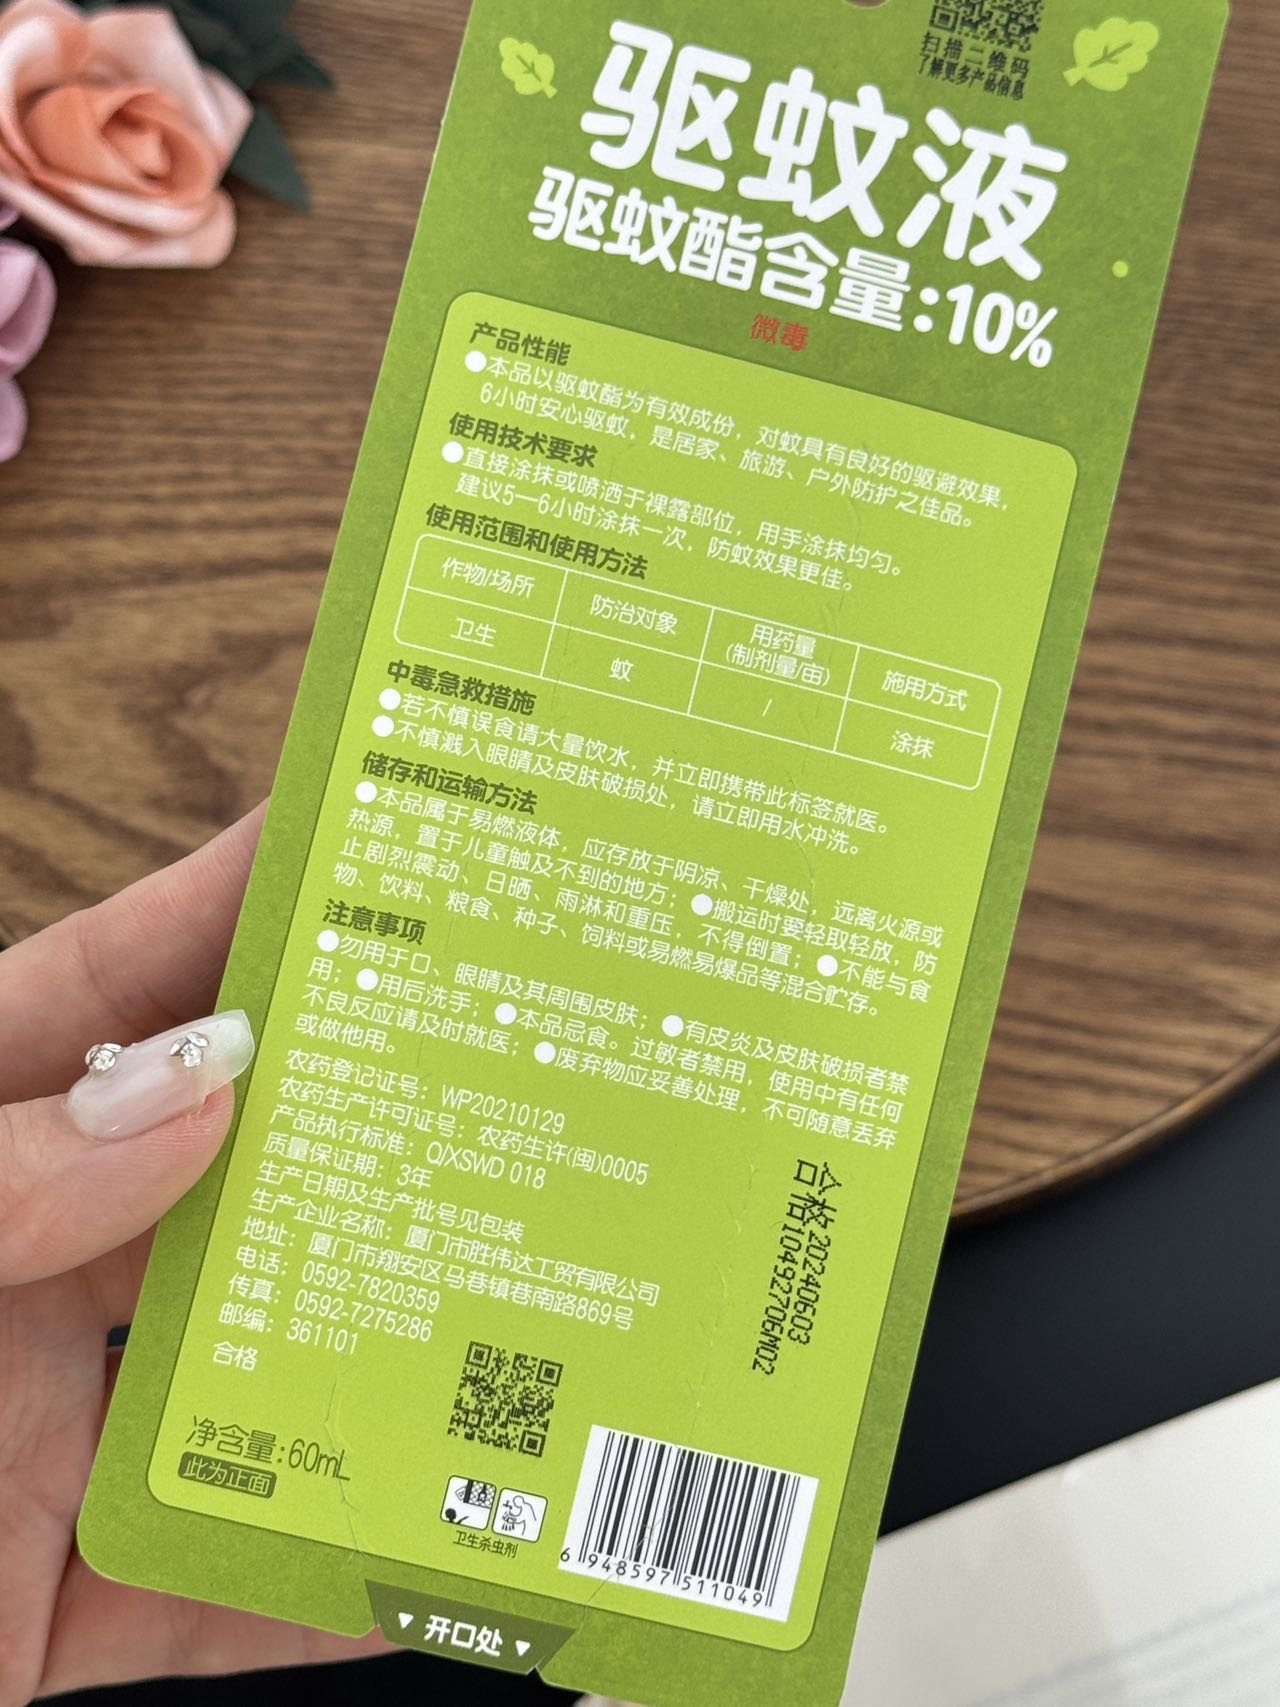 扫描二维码
了解更多产品信息
驱蚊液
驱蚊酯含量:10%
微毒
产品性能
●本品以驱蚊酯为有效成份，对蚊具有良好的驱避效果，
6小时安心驱蚊，是居家、旅游、户外防护之佳品。
使用技术要求
●直接涂抹或喷洒于裸露部位，用手涂抹均匀。
建议5—6小时涂抹一次，防蚊效果更佳。
使用范围和使用方法
作物/场所 防治对象 用药量 施用方式
(制剂量/亩)
卫生 蚊 / 涂抹
中毒急救措施
●若不慎误食请大量饮水，并立即携带此标签就医。
●不慎溅入眼睛及皮肤破损处，请立即用水冲洗。
储存和运输方法
●本品属于易燃液体，应存放于阴凉、干燥处，远离火源或
热源，置于儿童触及不到的地方；●搬运时要轻取轻放，防
止剧烈震动、日晒、雨淋和重压，不得倒置；●不能与食
物、饮料、粮食、种子、饲料或易燃易爆品等混合贮存。
注意事项
●勿用于口、眼睛及其周围皮肤；●有皮炎及皮肤破损者禁
用；●用后洗手；●本品忌食。过敏者禁用，使用中有任何
不良反应请及时就医；●废弃物应妥善处理，不可随意丢弃
或做他用。
农药登记证号：WP20210129
农药生产许可证号：农药生许(闽)0005
产品执行标准：Q/XSWD 018
质量保证期：3年
生产日期及生产批号见包装
生产企业名称：厦门市胜伟达工贸有限公司
地址：厦门市翔安区马巷镇巷南路869号
电话：0592-7820359
传真：0592-7275286
邮编：361101
合格
合格20240603
10492706M02
净含量:60mL
此为正面
卫生杀虫剂
6 948597 511049
▼ 开口处 ▼